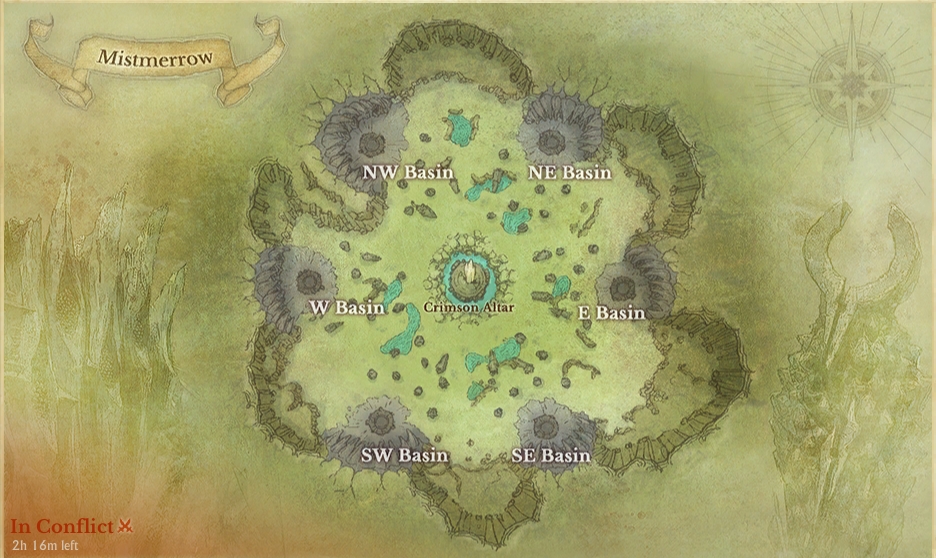 Mistmerrow
NW Basin
NE Basin
W Basin
Crimson Altar
E Basin
SW Basin
SE Basin
In Conflict
2h 16m left